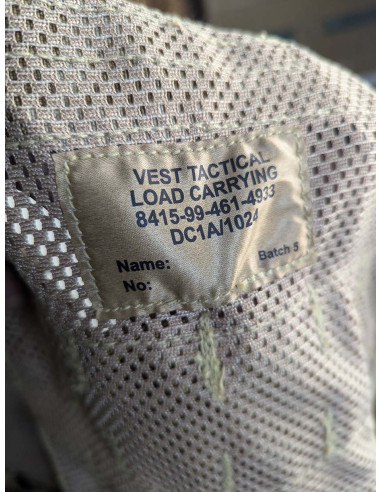 VEST TACTICAL
LOAD CARRYING
8415-99-461-4933
DC1A/1024
Name:
Batch 5
No: